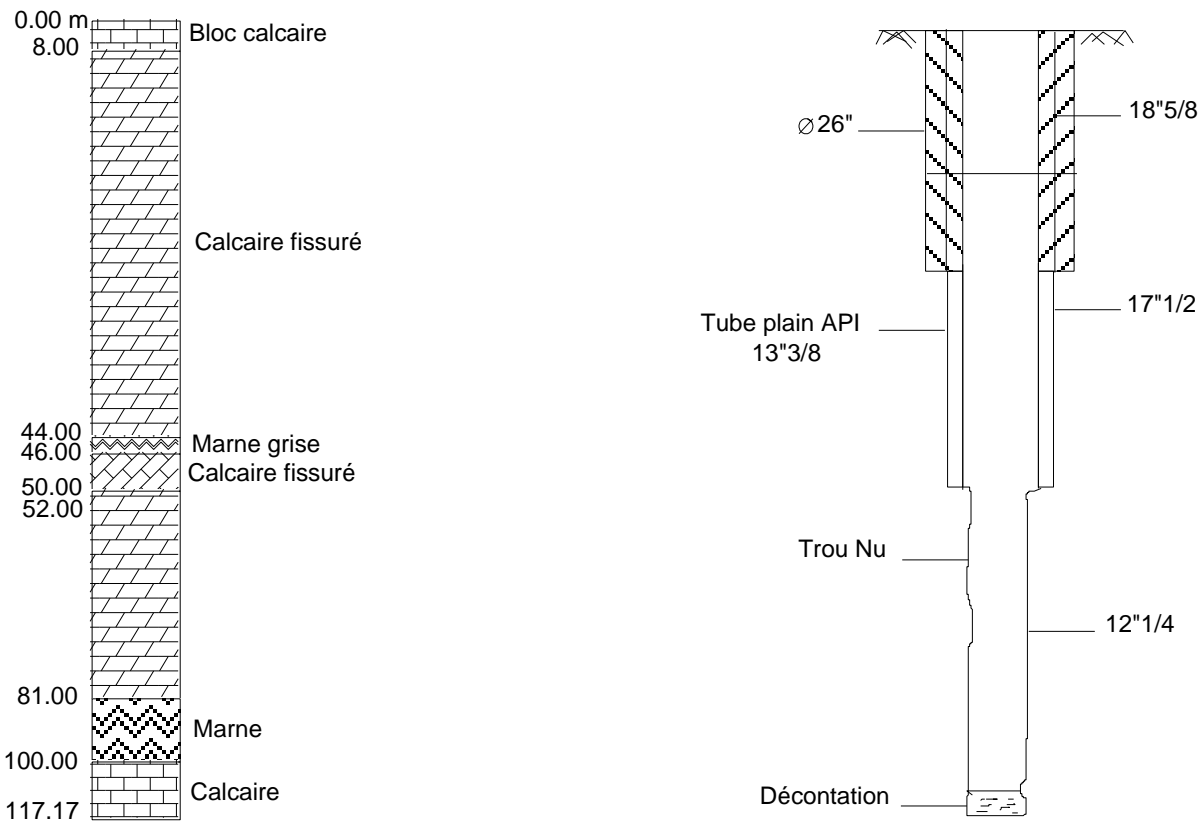 0.00 m
Bloc calcaire
8.00
Calcaire fissuré
44.00
Marne grise
46.00
Calcaire fissuré
50.00
52.00
81.00
Marne
100.00
Calcaire
117.17
Ø 26"
18"5/8
17"1/2
Tube plain API
13"3/8
Trou Nu
12"1/4
Décontation